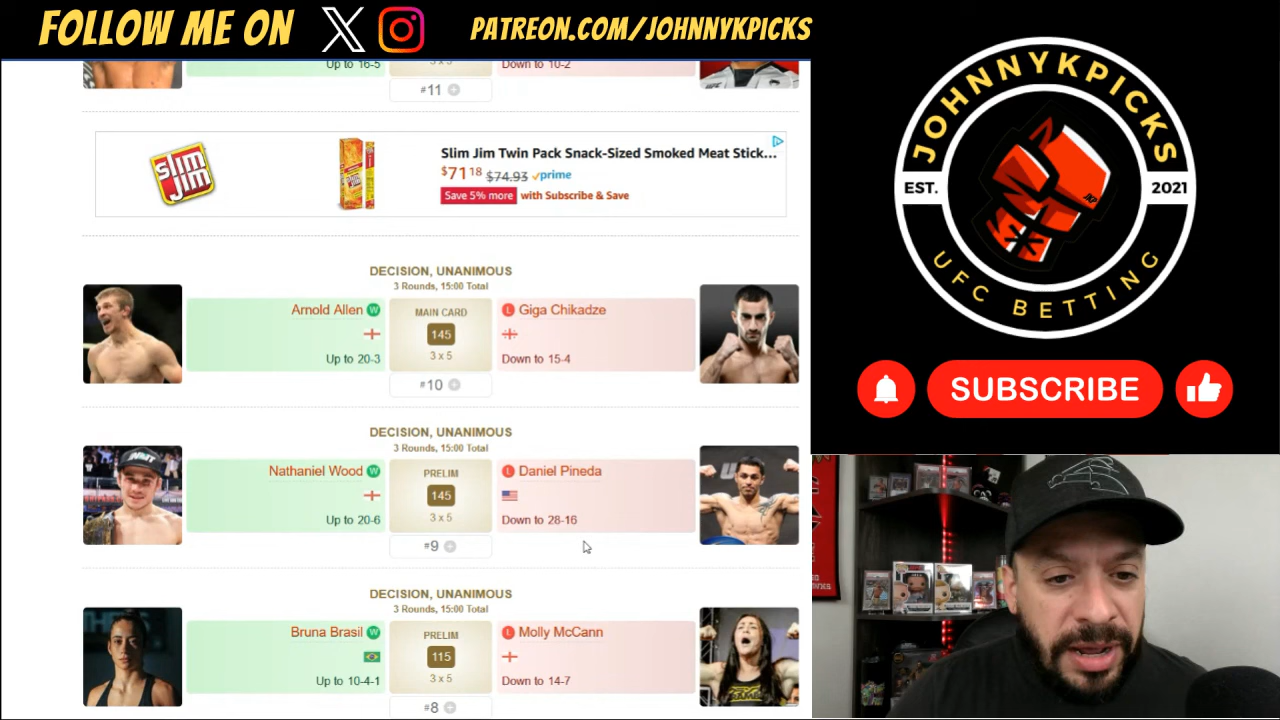 FOLLOW ME ON
PATREON.COM/JOHNNYKPICKS
Up to 16-5
3 x 5
Down to 10-2
#11
Slim Jim
Slim Jim Twin Pack Snack-Sized Smoked Meat Stick...
$71 18 $74.93 prime
Save 5% more with Subscribe & Save
DECISION, UNANIMOUS
3 Rounds, 15:00 Total
Arnold Allen W
MAIN CARD
L Giga Chikadze
145
Up to 20-3
3 x 5
Down to 15-4
#10
DECISION, UNANIMOUS
3 Rounds, 15:00 Total
Nathaniel Wood W
PRELIM
L Daniel Pineda
145
Up to 20-6
3 x 5
Down to 28-16
#9
DECISION, UNANIMOUS
3 Rounds, 15:00 Total
Bruna Brasil W
PRELIM
L Molly McCann
115
Up to 10-4-1
3 x 5
Down to 14-7
#8
JOHNNYKPICKS
EST.
2021
JKP
UFC BETTING
SUBSCRIBE